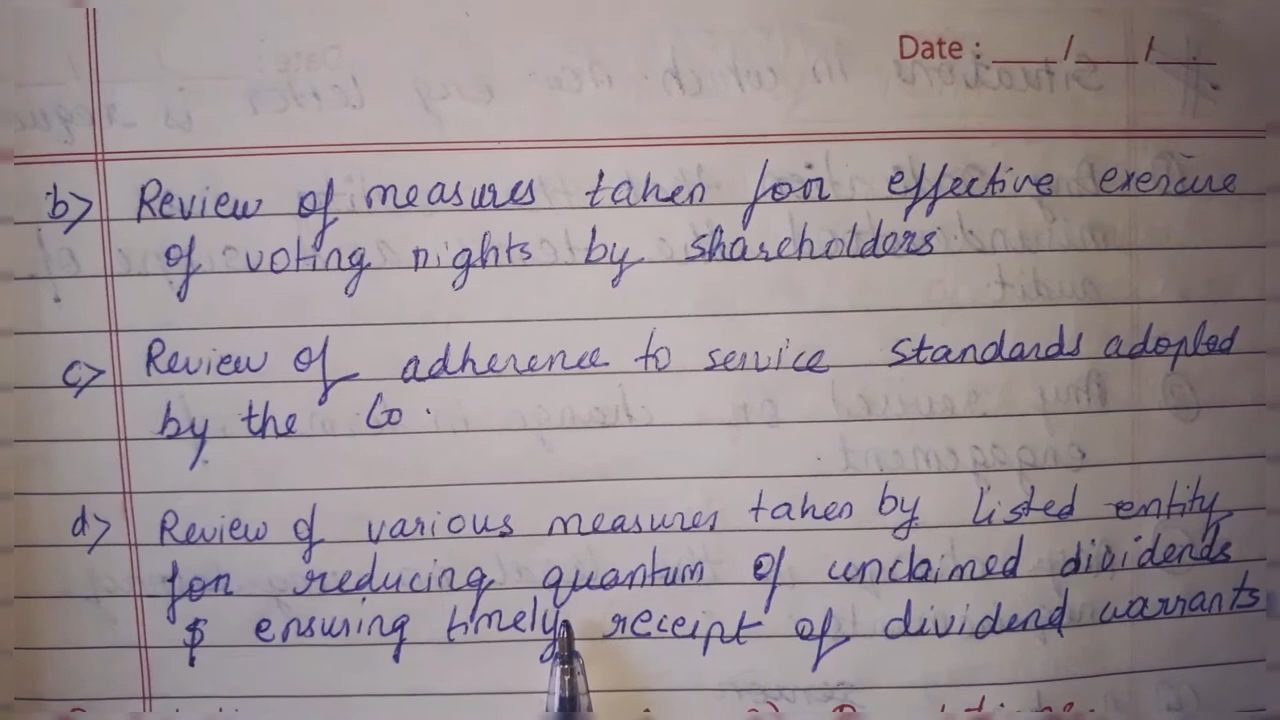 Date : ___/___/___
b> Review of measures taken for effective exercise
of voting rights by shareholders.
c> Review of adherence to service standards adopted
by the Co.
d> Review of various measures taken by listed entity
for reducing quantum of unclaimed dividends
& ensuring timely receipt of dividend warrants